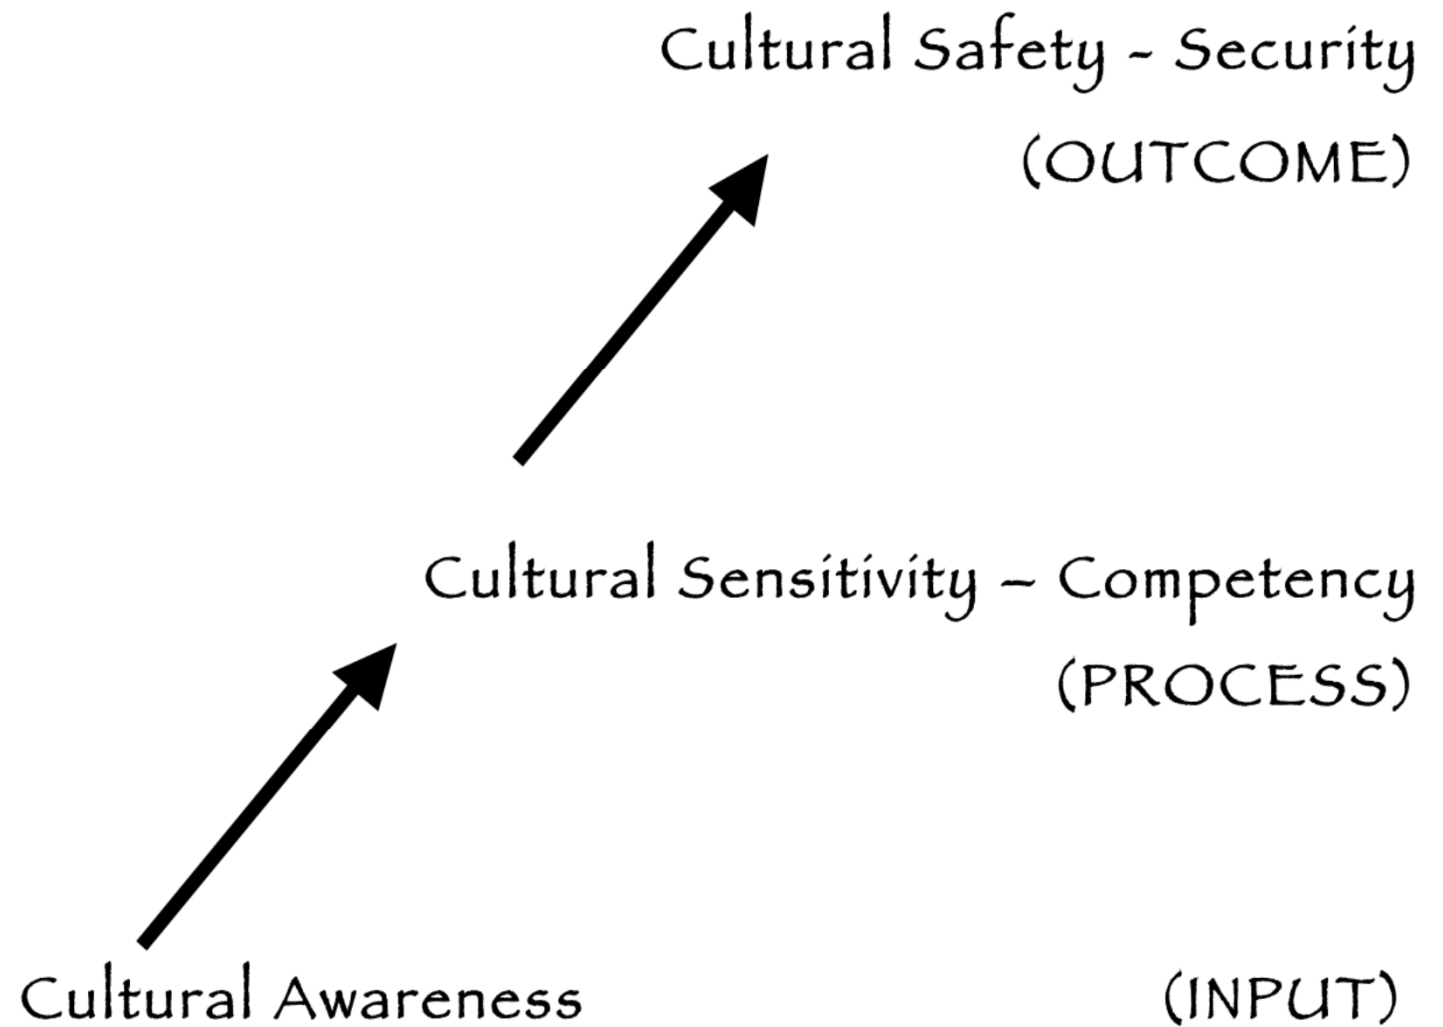 Cultural Safety - Security
(OUTCOME)
Cultural Sensitivity – Competency
(PROCESS)
Cultural Awareness (INPUT)